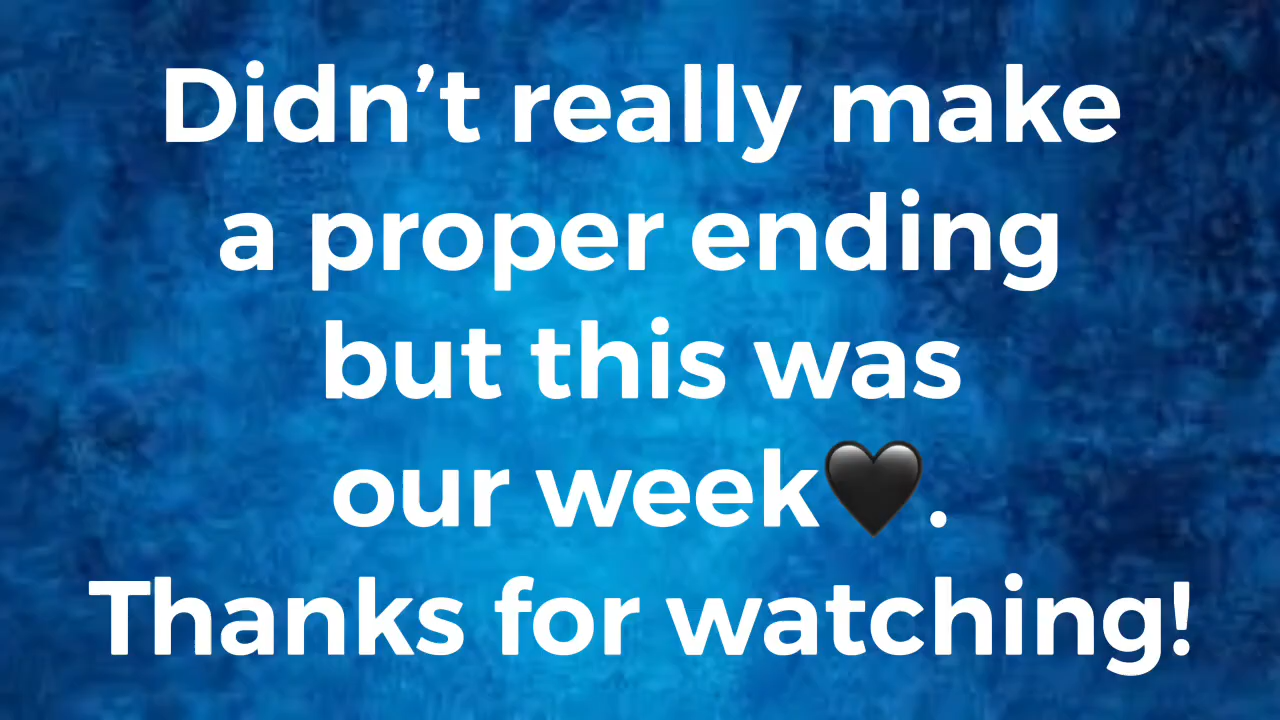 Didn’t really make
a proper ending
but this was
our week🖤.
Thanks for watching!